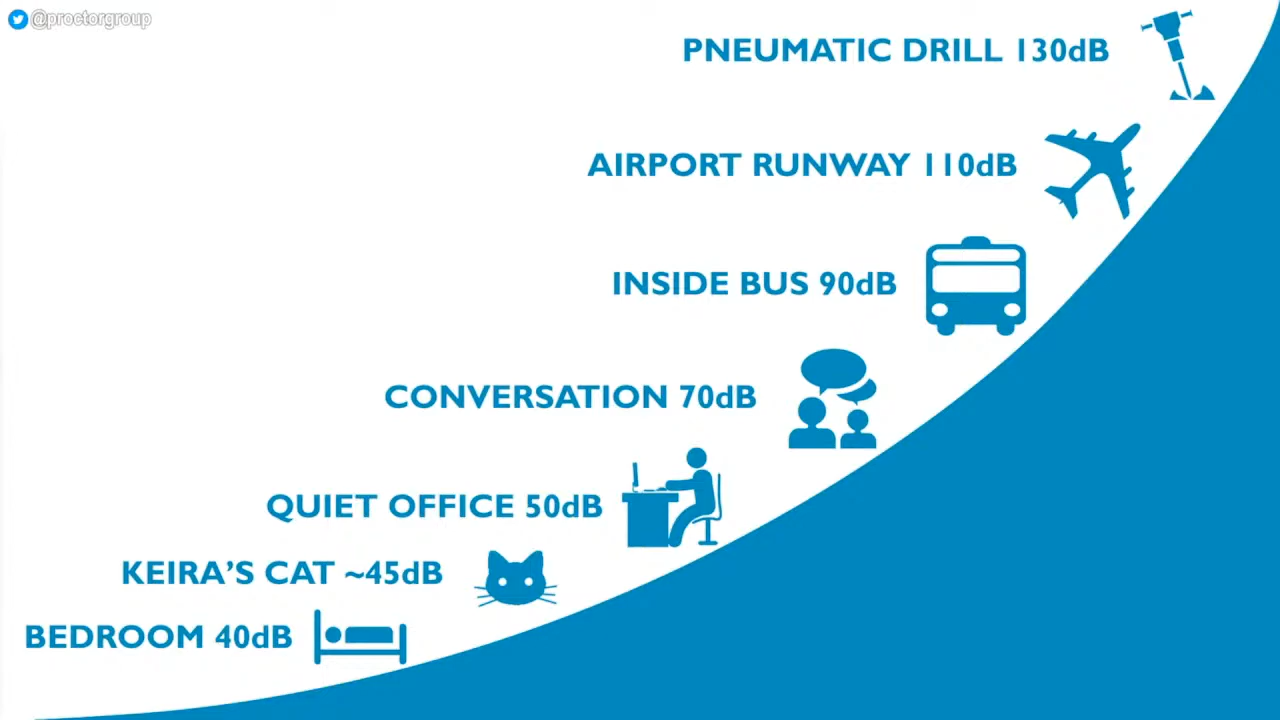 @proctorgroup
PNEUMATIC DRILL 130dB
AIRPORT RUNWAY 110dB
INSIDE BUS 90dB
CONVERSATION 70dB
QUIET OFFICE 50dB
KEIRA’S CAT ~45dB
BEDROOM 40dB